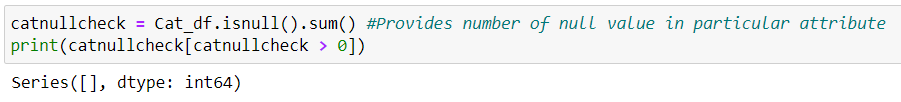 catnullcheck = Cat_df.isnull().sum() #Provides number of null value in particular attribute
print(catnullcheck[catnullcheck > 0])
Series([], dtype: int64)